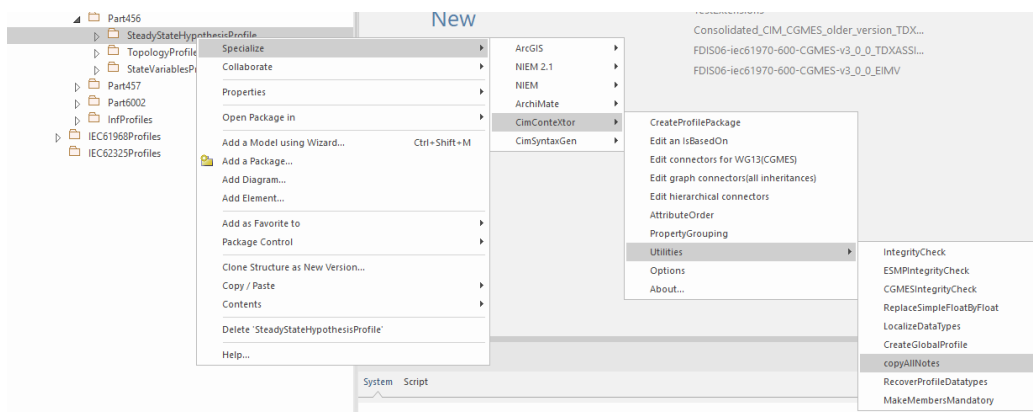 Part456
SteadyStateHypothesisProfile
TopologyProfile
StateVariablesPr
Part457
Part6002
InfProfiles
IEC61968Profiles
IEC62325Profiles
New
Consolidated_CIM_CGMES_older_version_TDX...
FDIS06-iec61970-600-CGMES-v3_0_0_TDXASSI...
FDIS06-iec61970-600-CGMES-v3_0_0_EIMV
Specialize
Collaborate
Properties
Open Package in
Add a Model using Wizard... Ctrl+Shift+M
Add a Package...
Add Diagram...
Add Element...
Add as Favorite to
Package Control
Clone Structure as New Version...
Copy / Paste
Contents
Delete 'SteadyStateHypothesisProfile'
Help...
ArcGIS
NIEM 2.1
NIEM
ArchiMate
CimConteXtor
CimSyntaxGen
CreateProfilePackage
Edit an IsBasedOn
Edit connectors for WG13(CGMES)
Edit graph connectors(all inheritances)
Edit hierarchical connectors
AttributeOrder
PropertyGrouping
Utilities
Options
About...
IntegrityCheck
ESMPIntegrityCheck
CGMESIntegrityCheck
ReplaceSimpleFloatByFloat
LocalizeDataTypes
CreateGlobalProfile
copyAllNotes
RecoverProfileDatatypes
MakeMembersMandatory
System Script